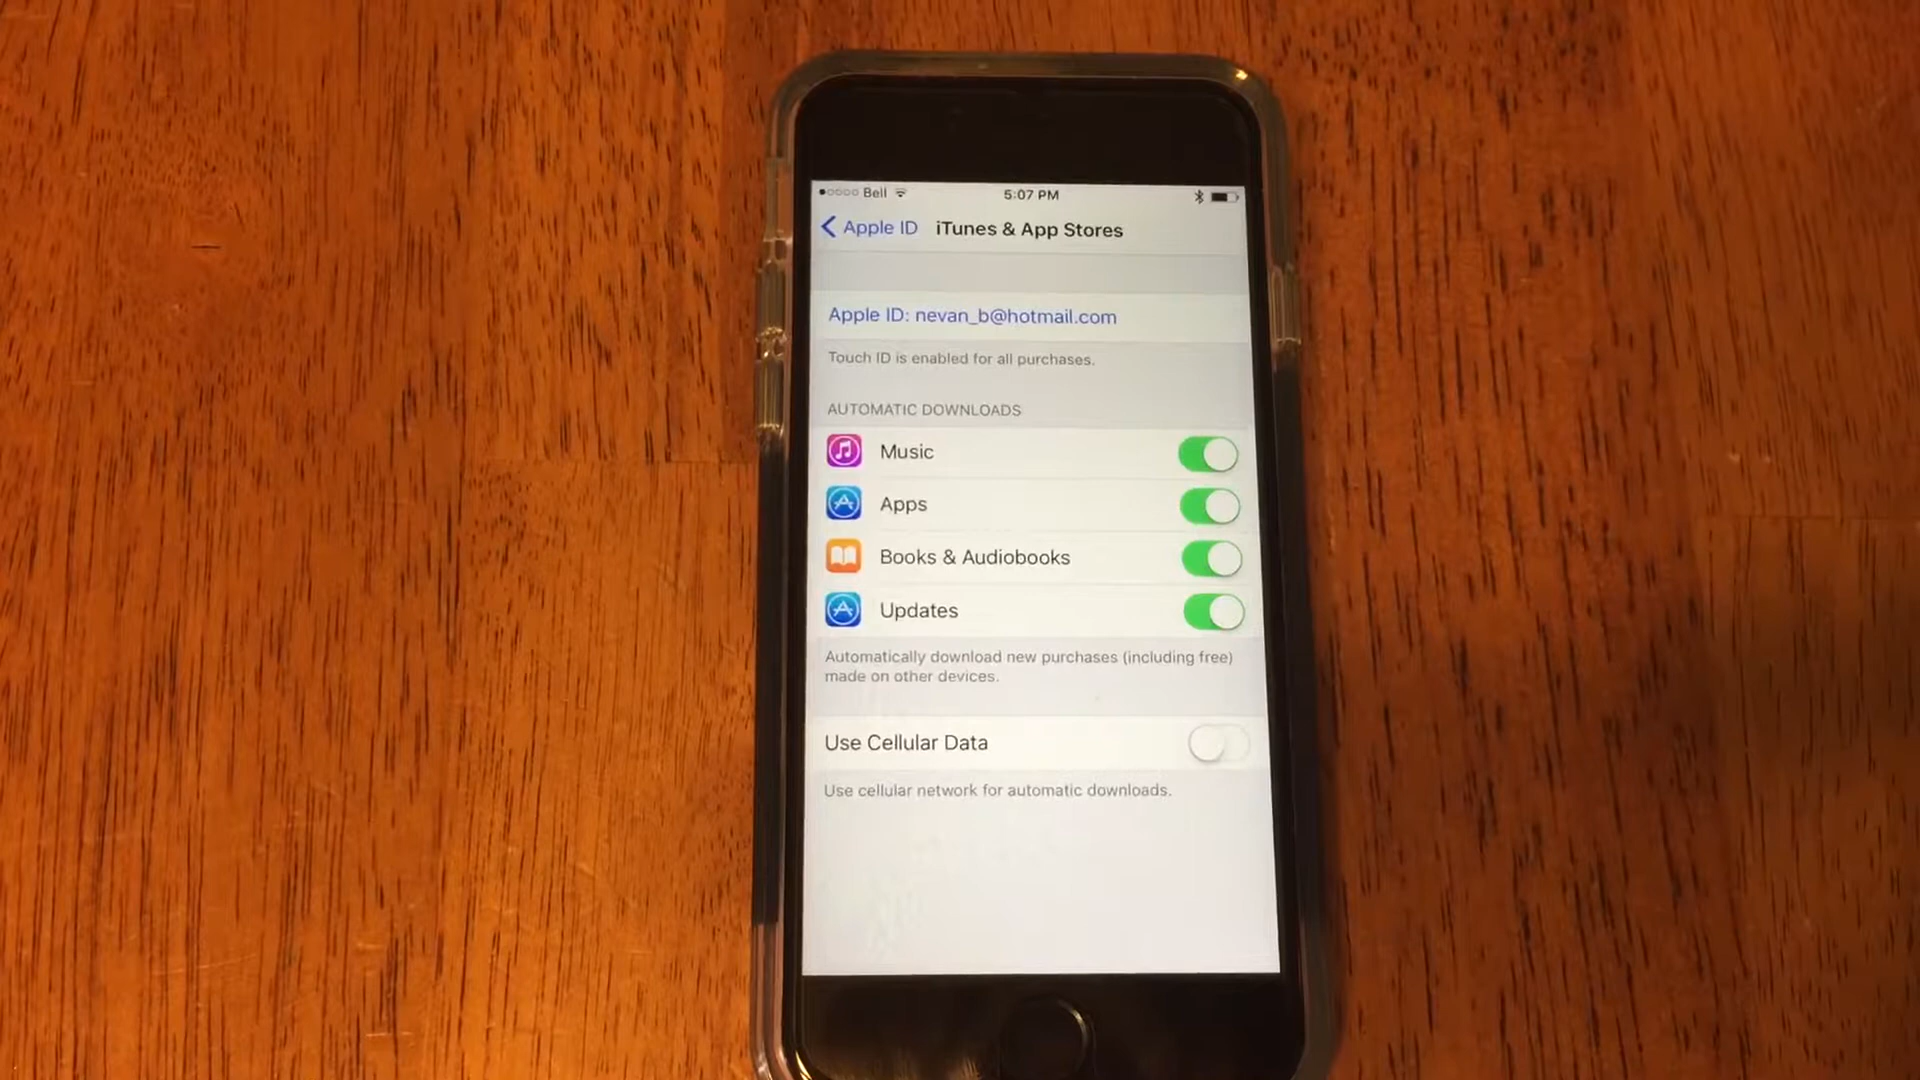 Bell 5:07 PM
Apple ID iTunes & App Stores
Apple ID: nevan_b@hotmail.com
Touch ID is enabled for all purchases.
AUTOMATIC DOWNLOADS
Music
Apps
Books & Audiobooks
Updates
Automatically download new purchases (including free)
made on other devices.
Use Cellular Data
Use cellular network for automatic downloads.